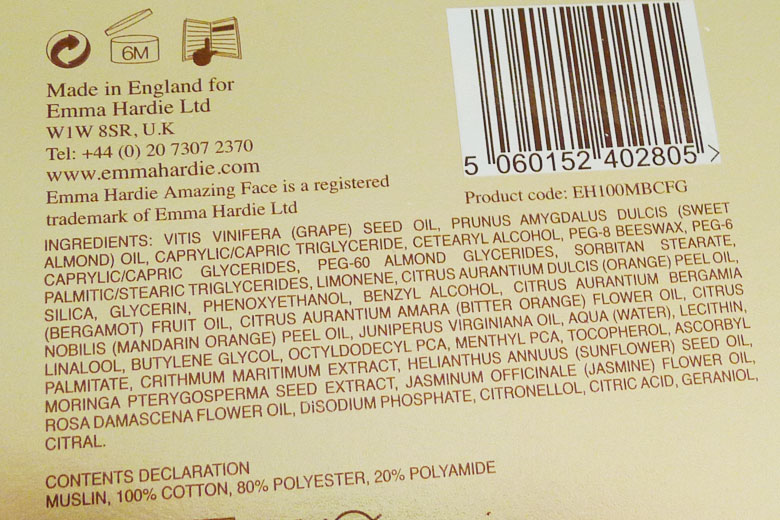 6M
Made in England for
Emma Hardie Ltd
W1W 8SR, U.K
Tel: +44 (0) 20 7307 2370
www.emmahardie.com
Emma Hardie Amazing Face is a registered
trademark of Emma Hardie Ltd
5 060152 402805 >
Product code: EH100MBCFG
INGREDIENTS: VITIS VINIFERA (GRAPE) SEED OIL, PRUNUS AMYGDALUS DULCIS (SWEET
ALMOND) OIL, CAPRYLIC/CAPRIC TRIGLYCERIDE, CETEARYL ALCOHOL, PEG-8 BEESWAX, PEG-6
CAPRYLIC/CAPRIC GLYCERIDES, PEG-60 ALMOND GLYCERIDES, SORBITAN STEARATE,
PALMITIC/STEARIC TRIGLYCERIDES, LIMONENE, CITRUS AURANTIUM DULCIS (ORANGE) PEEL OIL,
SILICA, GLYCERIN, PHENOXYETHANOL, BENZYL ALCOHOL, CITRUS AURANTIUM BERGAMIA
(BERGAMOT) FRUIT OIL, CITRUS AURANTIUM AMARA (BITTER ORANGE) FLOWER OIL, CITRUS
NOBILIS (MANDARIN ORANGE) PEEL OIL, JUNIPERUS VIRGINIANA OIL, AQUA (WATER), LECITHIN,
LINALOOL, BUTYLENE GLYCOL, OCTYLDODECYL PCA, MENTHYL PCA, TOCOPHEROL, ASCORBYL
PALMITATE, CRITHMUM MARITIMUM EXTRACT, HELIANTHUS ANNUUS (SUNFLOWER) SEED OIL,
MORINGA PTERYGOSPERMA SEED EXTRACT, JASMINUM OFFICINALE (JASMINE) FLOWER OIL,
ROSA DAMASCENA FLOWER OIL, DiSODIUM PHOSPHATE, CITRONELLOL, CITRIC ACID, GERANIOL,
CITRAL.
CONTENTS DECLARATION
MUSLIN, 100% COTTON, 80% POLYESTER, 20% POLYAMIDE